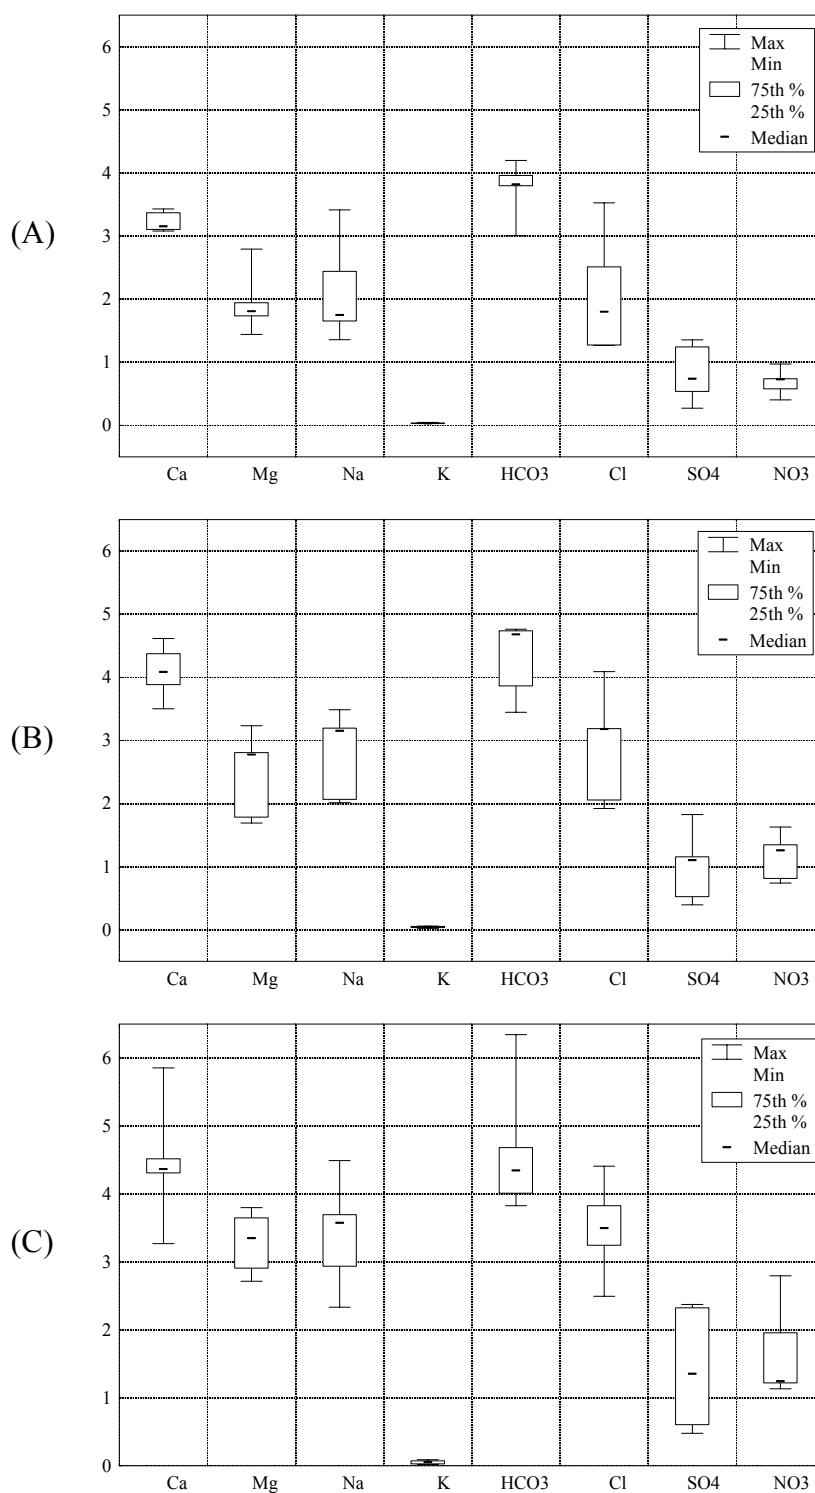 6
5
4
3
2
1
0
Max
Min
75th %
25th %
Median
(A)
Ca Mg Na K HCO3 Cl SO4 NO3
6
5
4
3
2
1
0
Max
Min
75th %
25th %
Median
(B)
Ca Mg Na K HCO3 Cl SO4 NO3
6
5
4
3
2
1
0
Max
Min
75th %
25th %
Median
(C)
Ca Mg Na K HCO3 Cl SO4 NO3